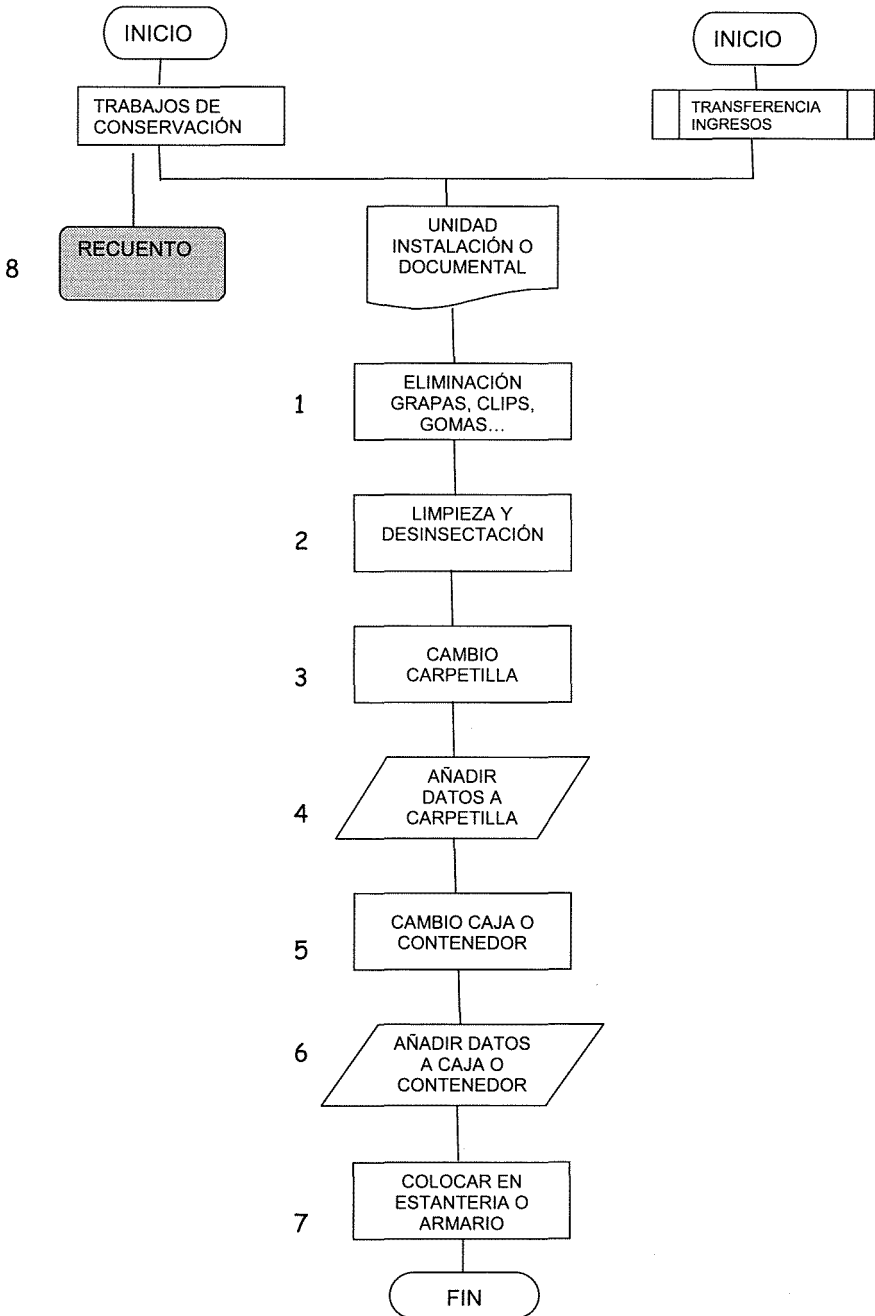 INICIO
INICIO
TRABAJOS DE
CONSERVACIÓN
TRANSFERENCIA
INGRESOS
8
RECUENTO
UNIDAD
INSTALACIÓN O
DOCUMENTAL
1
ELIMINACIÓN
GRAPAS, CLIPS,
GOMAS...
2
LIMPIEZA Y
DESINSECTACIÓN
3
CAMBIO
CARPETILLA
4
AÑADIR
DATOS A
CARPETILLA
5
CAMBIO CAJA O
CONTENEDOR
6
AÑADIR DATOS
A CAJA O
CONTENEDOR
7
COLOCAR EN
ESTANTERIA O
ARMARIO
FIN